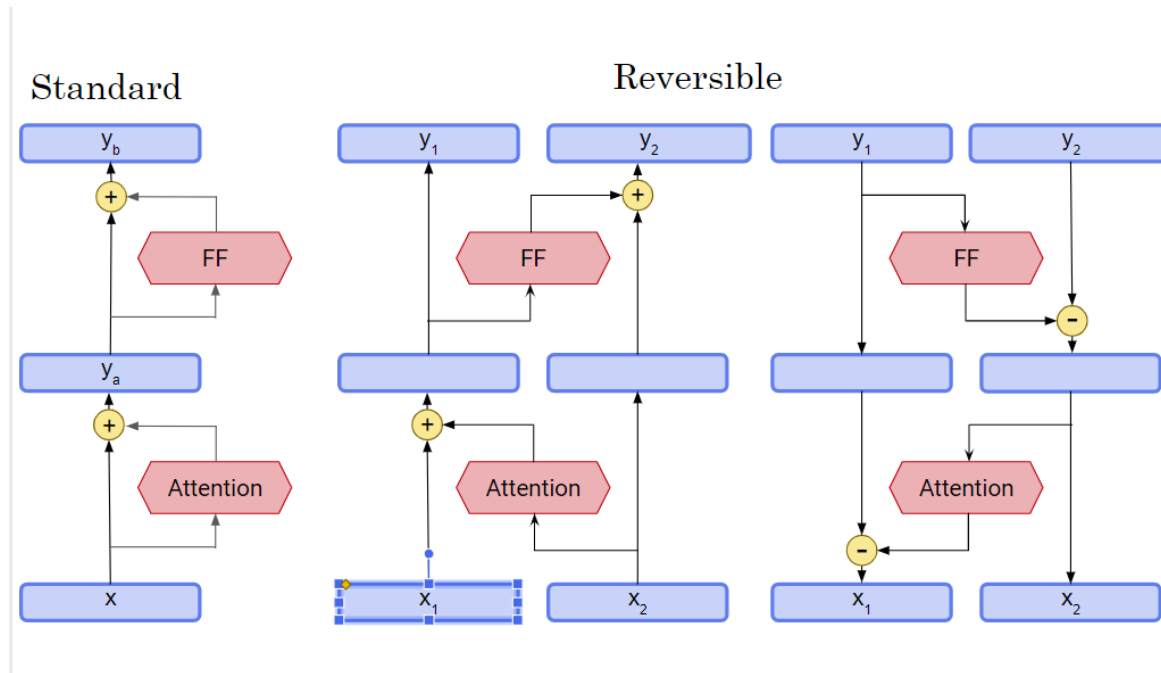 Standard
Reversible
y_b
y_1
y_2
y_1
y_2
+
+
FF
FF
FF
-
y_a
+
+
Attention
Attention
Attention
-
x
x_1
x_2
x_1
x_2